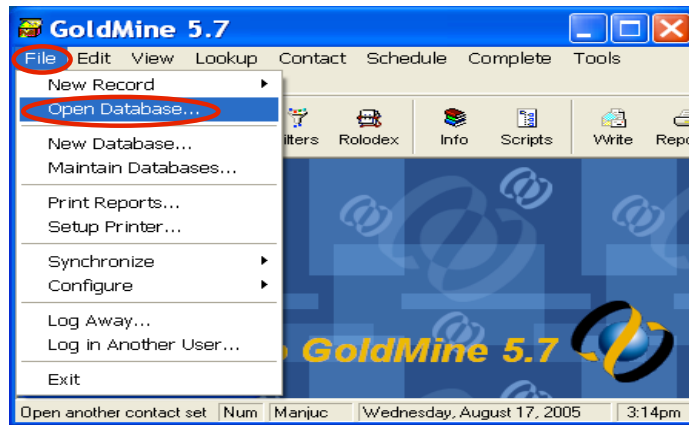 GoldMine 5.7
File Edit View Lookup Contact Schedule Complete Tools
New Record
Open Database...
New Database...
Maintain Databases...
Print Reports...
Setup Printer...
Synchronize
Configure
Log Away...
Log in Another User...
Exit
Rolodex Info Scripts Write
GoldMine 5.7
Open another contact set Num Manjuc Wednesday, August 17, 2005 3:14pm